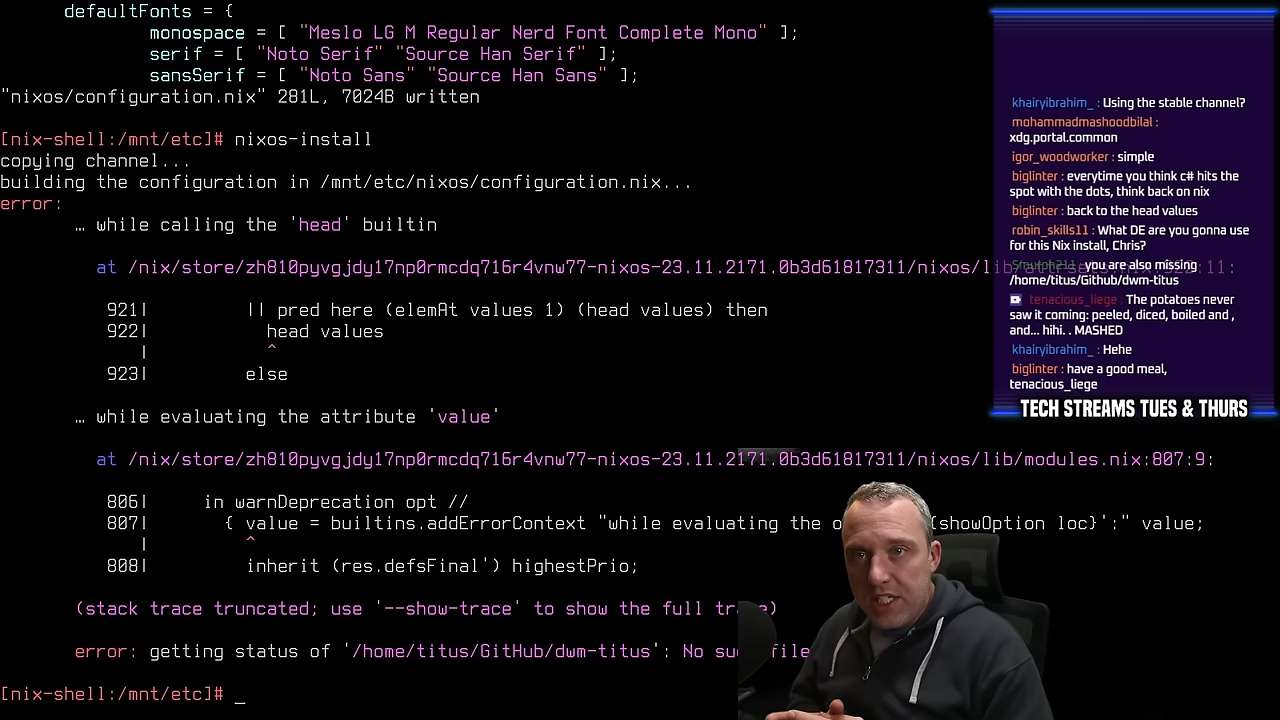 defaultFonts = {
monospace = [ "Meslo LG M Regular Nerd Font Complete Mono" ];
serif = [ "Noto Serif" "Source Han Serif" ];
sansSerif = [ "Noto Sans" "Source Han Sans" ];
"nixos/configuration.nix" 281L, 7024B written
[nix-shell:/mnt/etc]# nixos-install
copying channel...
building the configuration in /mnt/etc/nixos/configuration.nix...
error:
… while calling the 'head' builtin
at /nix/store/zh810pyvgjdy17np0rmcdq716r4vnw77-nixos-23.11.2171.0b3d61817311/nixos/lib/attrsets.nix:922:11:
921| || pred here (elemAt values 1) (head values) then
922| head values
| ^
923| else
… while evaluating the attribute 'value'
at /nix/store/zh810pyvgjdy17np0rmcdq716r4vnw77-nixos-23.11.2171.0b3d61817311/nixos/lib/modules.nix:807:9:
806| in warnDeprecation opt //
807| { value = builtins.addErrorContext "while evaluating the o {showOption loc}':" value;
| ^
808| inherit (res.defsFinal') highestPrio;
(stack trace truncated; use '--show-trace' to show the full trace)
error: getting status of '/home/titus/GitHub/dwm-titus': No such file
[nix-shell:/mnt/etc]# _
khairyibrahim_ : Using the stable channel?
mohammadmashoodbilal :
xdg.portal.common
igor_woodworker : simple
biglinter : everytime you think c# hits the
spot with the dots, think back on nix
biglinter : back to the head values
robin_skills11 : What DE are you gonna use
for this Nix install, Chris?
you are also missing
/home/titus/Github/dwm-titus
tenacious_liege : The potatoes never
saw it coming: peeled, diced, boiled and ,
and... hihi. . MASHED
khairyibrahim_ : Hehe
biglinter : have a good meal,
tenacious_liege
TECH STREAMS TUES & THURS